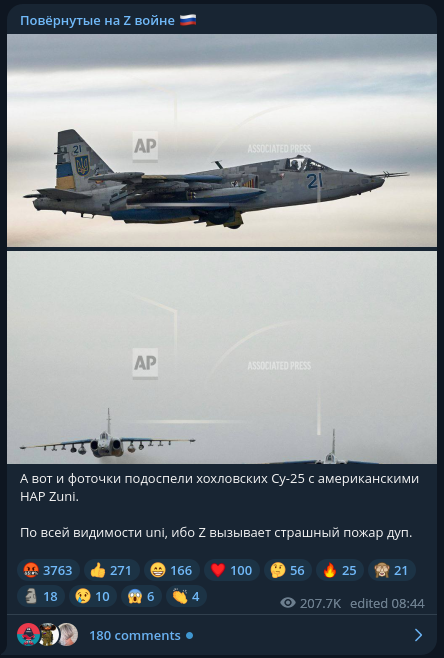 Повёрнутые на Z войне 🇷🇺
21
AP
ASSOCIATED PRESS
21
AP
ASSOCIATED PRESS
А вот и фоточки подоспели хохловских Су-25 с американскими
НАР Zuni.
По всей видимости uni, ибо Z вызывает страшный пожар дуп.
🤬 3763 👍 271 😁 166 ❤️ 100 🤔 56 🔥 25 🙈 21
🗿 18 😢 10 😱 6 👏 4 207.7K edited 08:44
180 comments